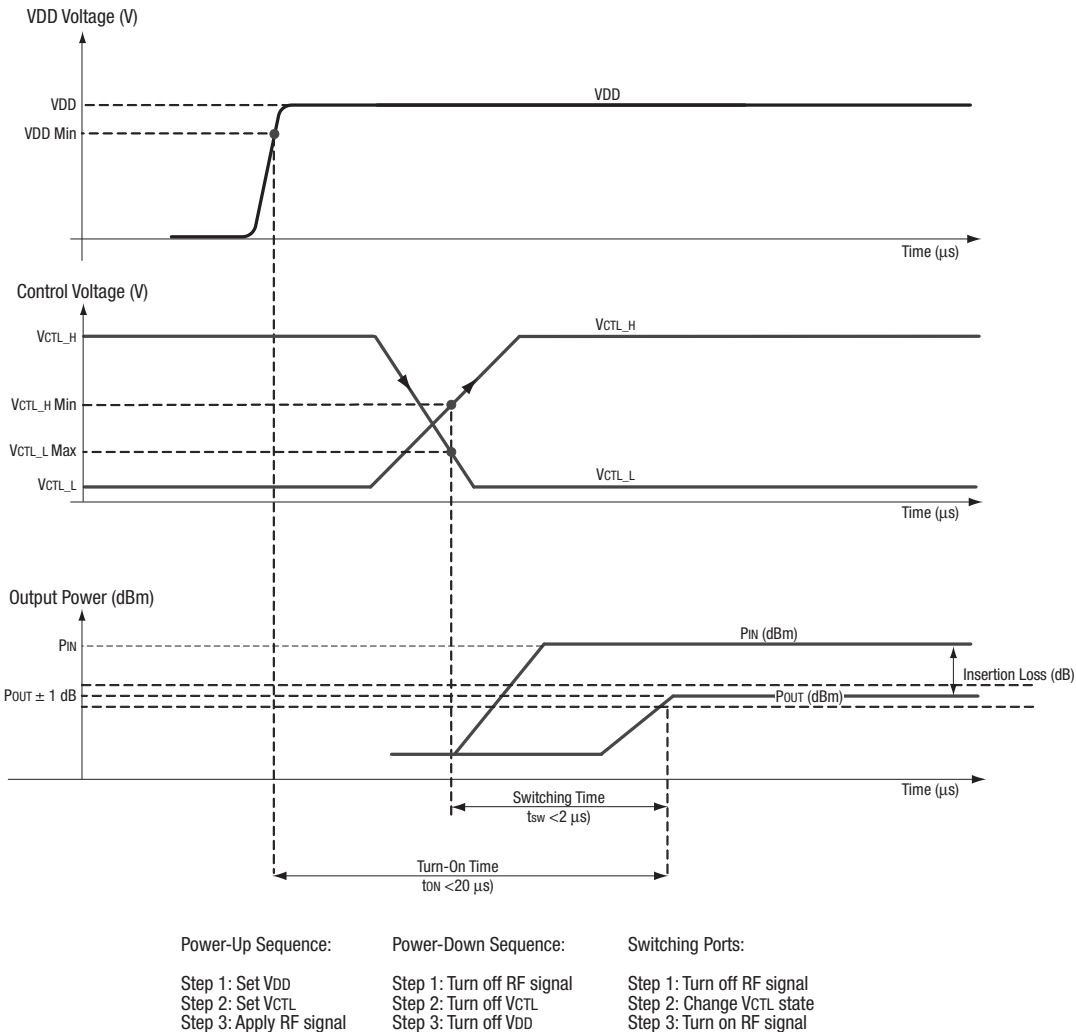 VDD Voltage (V)
VDD
VDD
VDD Min
Time (µs)
Control Voltage (V)
VCTL_H
VCTL_H
VCTL_H Min
VCTL_L Max
VCTL_L
VCTL_L
Time (µs)
Output Power (dBm)
PIN
PIN (dBm)
Insertion Loss (dB)
POUT ± 1 dB
POUT (dBm)
Time (µs)
Switching Time
tsw <2 µs)
Turn-On Time
tON <20 µs)
Power-Up Sequence:
Step 1: Set VDD
Step 2: Set VCTL
Step 3: Apply RF signal
Power-Down Sequence:
Step 1: Turn off RF signal
Step 2: Turn off VCTL
Step 3: Turn off VDD
Switching Ports:
Step 1: Turn off RF signal
Step 2: Change VCTL state
Step 3: Turn on RF signal